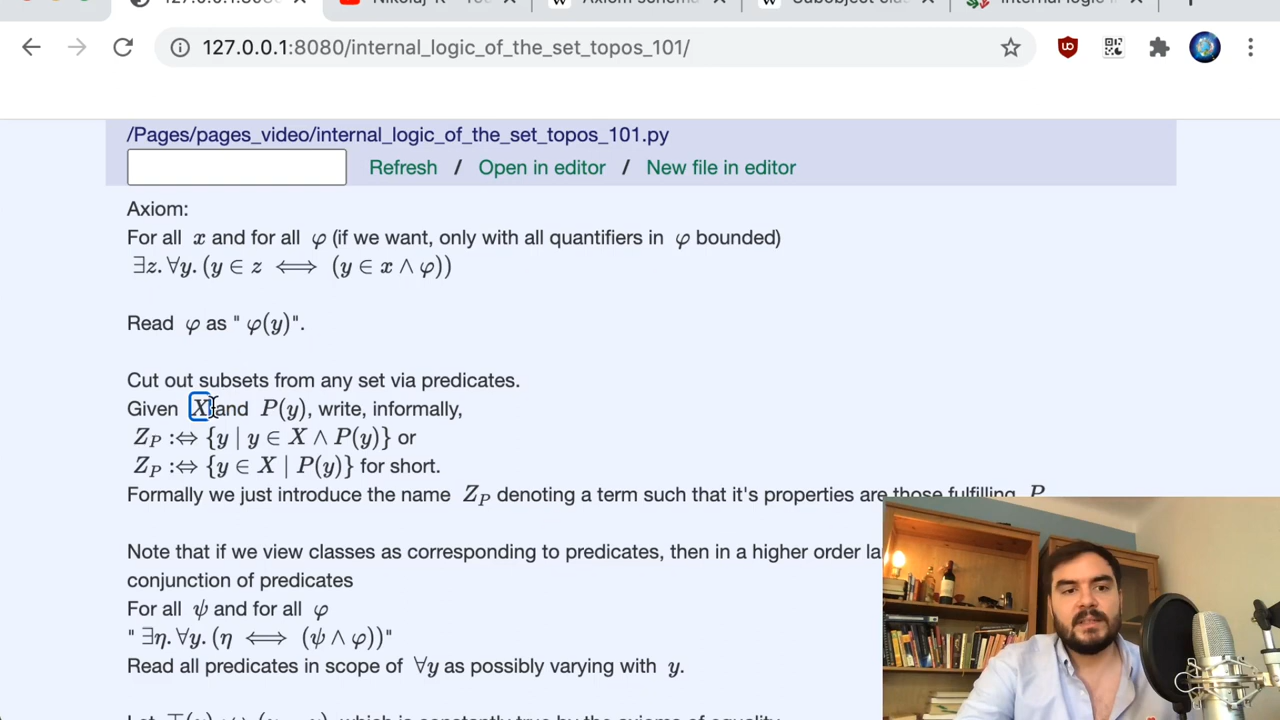 127.0.0.1:8080/internal_logic_of_the_set_topos_101/
/Pages/pages_video/internal_logic_of_the_set_topos_101.py
Refresh / Open in editor / New file in editor
Axiom:
For all x and for all φ (if we want, only with all quantifiers in φ bounded)
∃z. ∀y. (y ∈ z ⟺ (y ∈ x ∧ φ))
Read φ as " φ(y)".
Cut out subsets from any set via predicates.
Given X and P(y), write, informally,
Z_P :⇔ {y | y ∈ X ∧ P(y)} or
Z_P :⇔ {y ∈ X | P(y)} for short.
Formally we just introduce the name Z_P denoting a term such that it's properties are those fulfilling P
Note that if we view classes as corresponding to predicates, then in a higher order la
conjunction of predicates
For all ψ and for all φ
" ∃η. ∀y. (η ⟺ (ψ ∧ φ))"
Read all predicates in scope of ∀y as possibly varying with y.